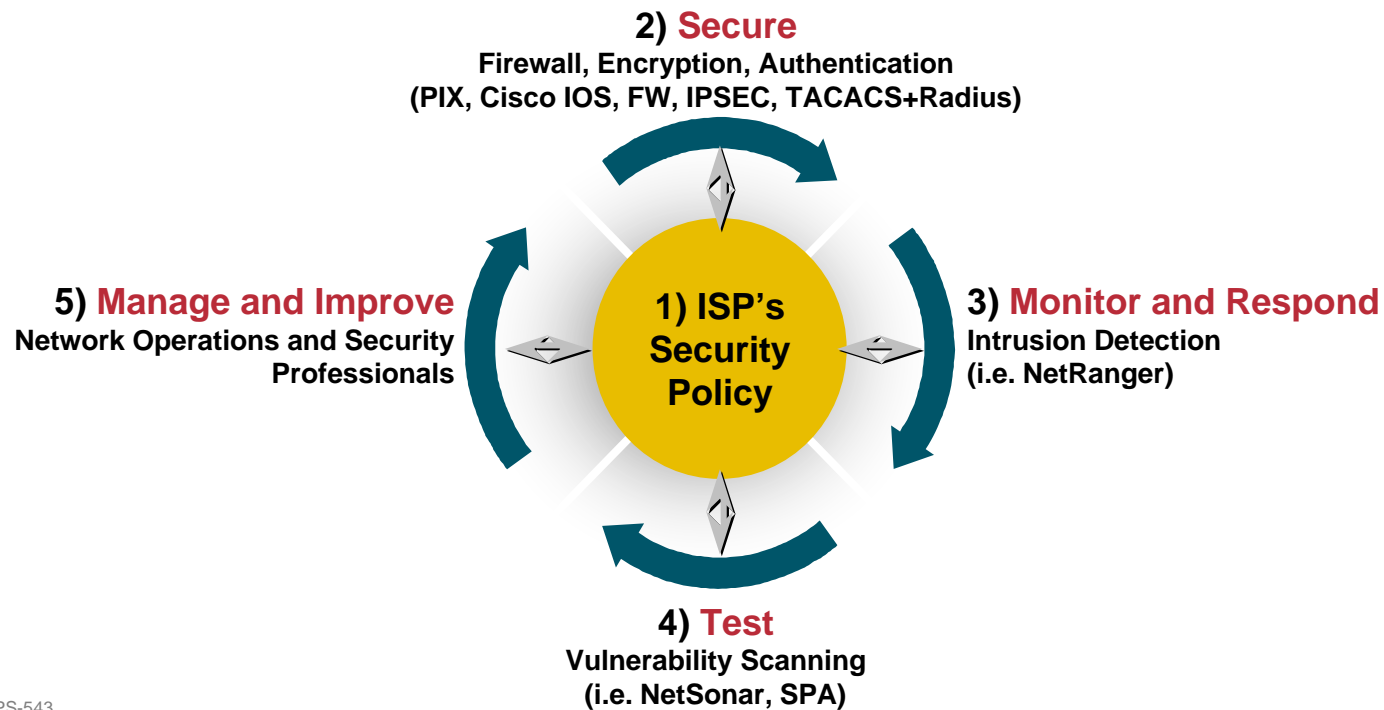 2) Secure
Firewall, Encryption, Authentication
(PIX, Cisco IOS, FW, IPSEC, TACACS+Radius)
1) ISP’s
Security
Policy
3) Monitor and Respond
Intrusion Detection
(i.e. NetRanger)
4) Test
Vulnerability Scanning
(i.e. NetSonar, SPA)
5) Manage and Improve
Network Operations and Security
Professionals
PS-543